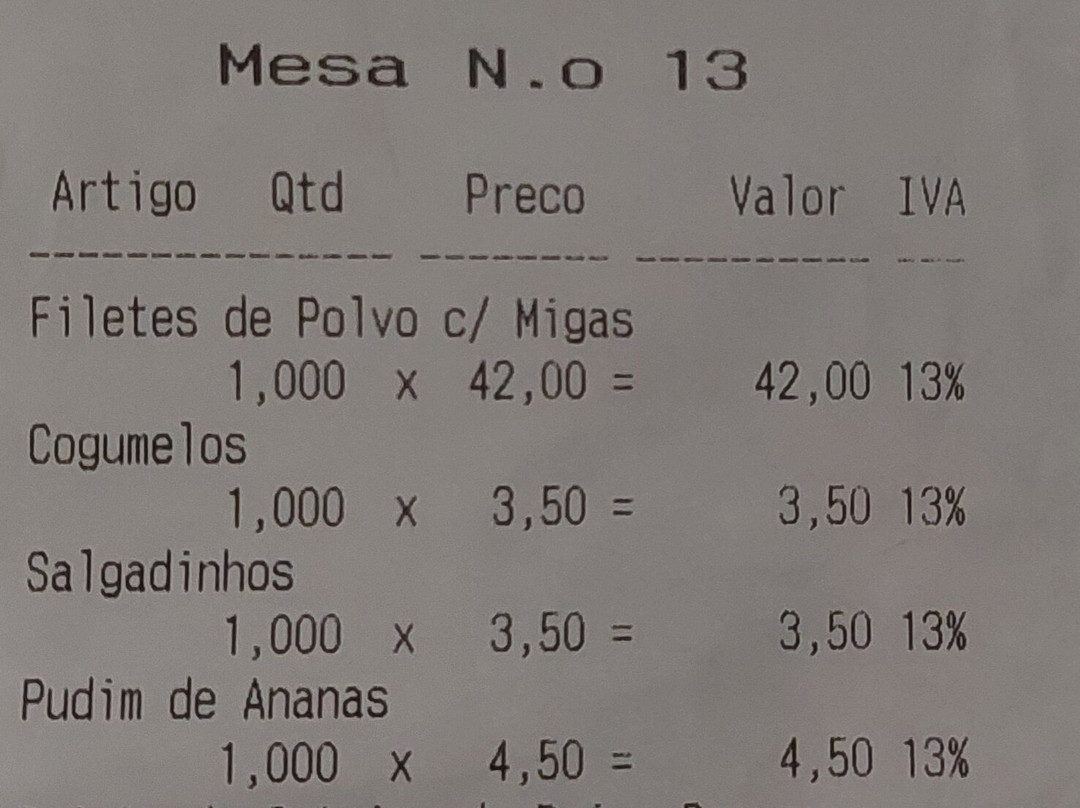 Mesa N.o 13
Artigo Qtd Preco Valor IVA
Filetes de Polvo c/ Migas
1,000 x 42,00 = 42,00 13%
Cogumelos
1,000 x 3,50 = 3,50 13%
Salgadinhos
1,000 x 3,50 = 3,50 13%
Pudim de Ananas
1,000 x 4,50 = 4,50 13%